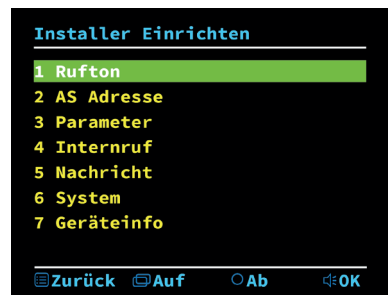 Installer Einrichten
1 Rufton
2 AS Adresse
3 Parameter
4 Internruf
5 Nachricht
6 System
7 Geräteinfo
Zurück Auf Ab OK